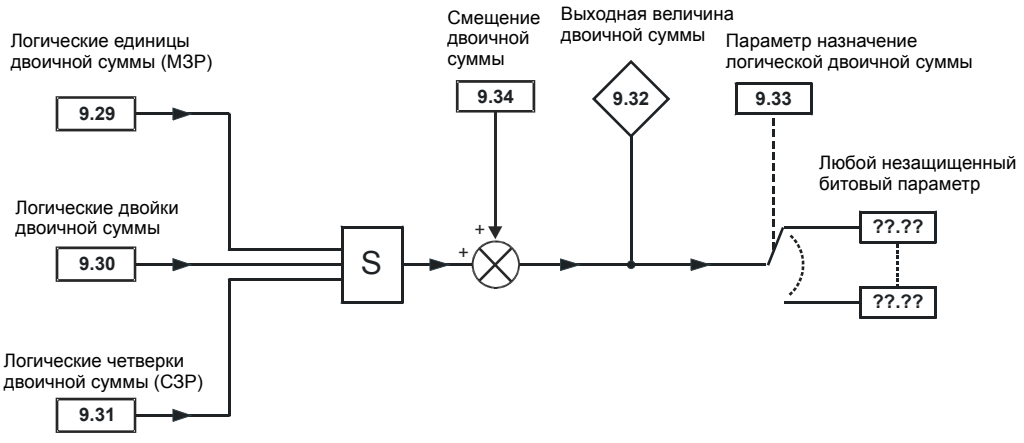 Логические единицы
двоичной суммы (МЗР)
9.29
Логические двойки
двоичной суммы
9.30
Логические четверки
двоичной суммы (СЗР)
9.31
S
Смещение
двоичной
суммы
9.34
+
+
Выходная величина
двоичной суммы
9.32
Параметр назначение
логической двоичной суммы
9.33
Любой незащищенный
битовый параметр
??.??
??.??